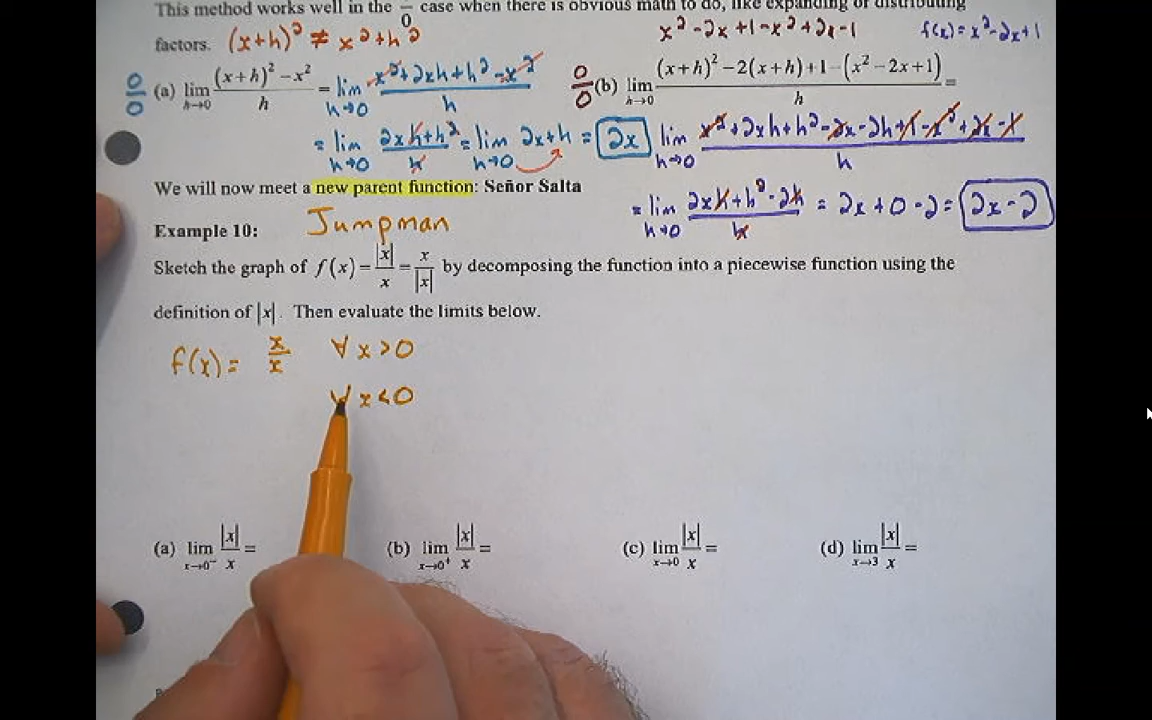 This method works well in the 0 case when there is obvious math to do, like expanding or distributing
factors. (x+h)² ≠ x²+h² x²-2x+1-x²+2x-1 f(x)=x²-2x+1
0/0 (a) lim h→0 ((x+h)²-x²)/h = lim h→0 (x²+2xh+h²-x²)/h 0/0 (b) lim h→0 ((x+h)²-2(x+h)+1-(x²-2x+1))/h =
= lim h→0 (2xh+h²)/h = lim h→0 2x+h = 2x lim h→0 (x²+2xh+h²-2x-2h+1-x²+2x-1)/h
We will now meet a new parent function: Señor Salta
= lim h→0 (2xh+h²-2h)/h = 2x+0-2 = 2x-2
Example 10: Jumpman
Sketch the graph of f(x)=|x|/x=x/|x| by decomposing the function into a piecewise function using the
definition of |x|. Then evaluate the limits below.
f(x)= x/x ∀x>0
∀x<0
(a) lim x→0⁻ |x|/x = (b) lim x→0⁺ |x|/x = (c) lim x→0 |x|/x = (d) lim x→3 |x|/x =